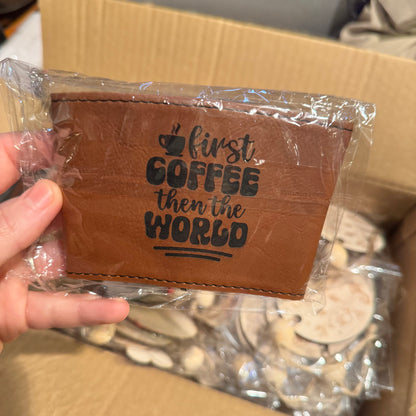 first
COFFEE
then the
WORLD